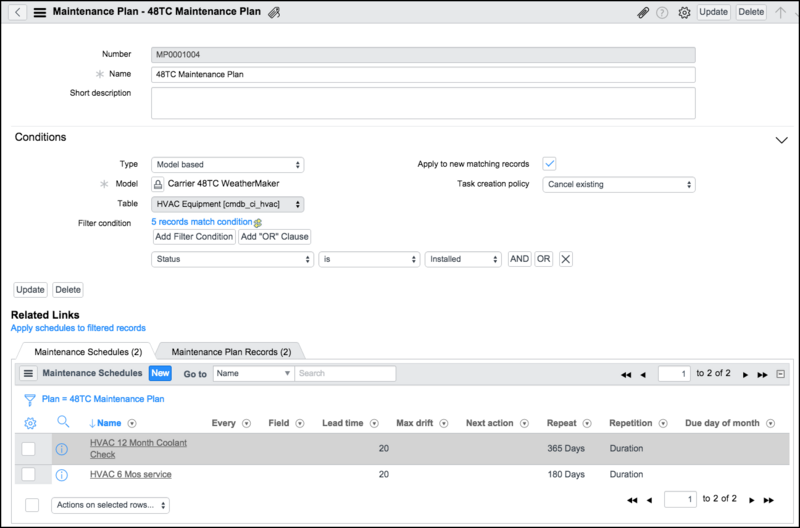 Maintenance Plan - 48TC Maintenance Plan
Update Delete
Number MP0001004
Name 48TC Maintenance Plan
Short description
Conditions
Type Model based Apply to new matching records
Model Carrier 48TC WeatherMaker Task creation policy Cancel existing
Table HVAC Equipment [cmdb_ci_hvac]
Filter condition 5 records match condition
Add Filter Condition Add "OR" Clause
Status is Installed AND OR X
Update Delete
Related Links
Apply schedules to filtered records
Maintenance Schedules (2) Maintenance Plan Records (2)
Maintenance Schedules New Go to Name Search 1 to 2 of 2
Plan = 48TC Maintenance Plan
Name Every Field Lead time Max drift Next action Repeat Repetition Due day of month
HVAC 12 Month Coolant Check 20 365 Days Duration
HVAC 6 Mos service 20 180 Days Duration
Actions on selected rows... 1 to 2 of 2